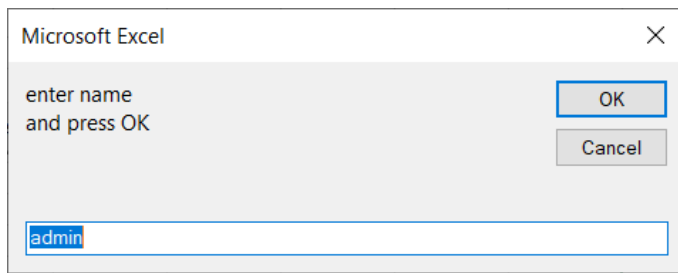 Microsoft Excel
enter name
and press OK
OK
Cancel
admin